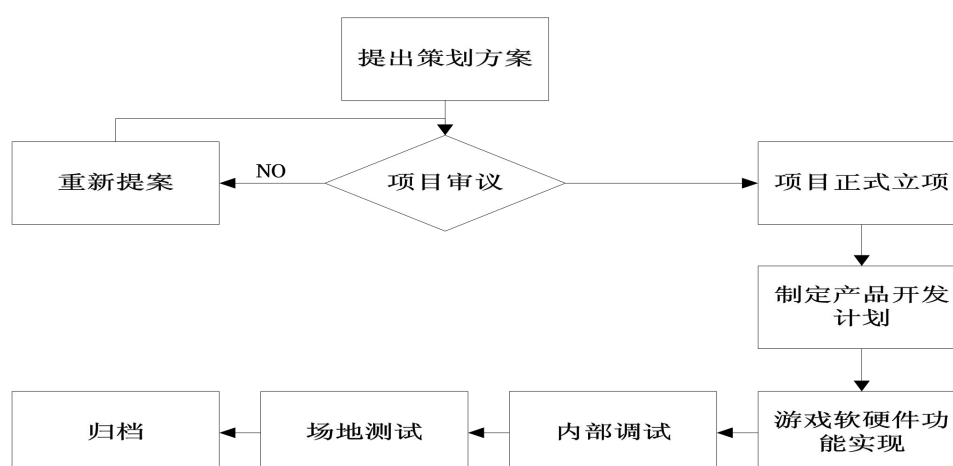 提出策划方案
重新提案
NO
项目审议
项目正式立项
制定产品开发
计划
归档
场地测试
内部调试
游戏软硬件功
能实现